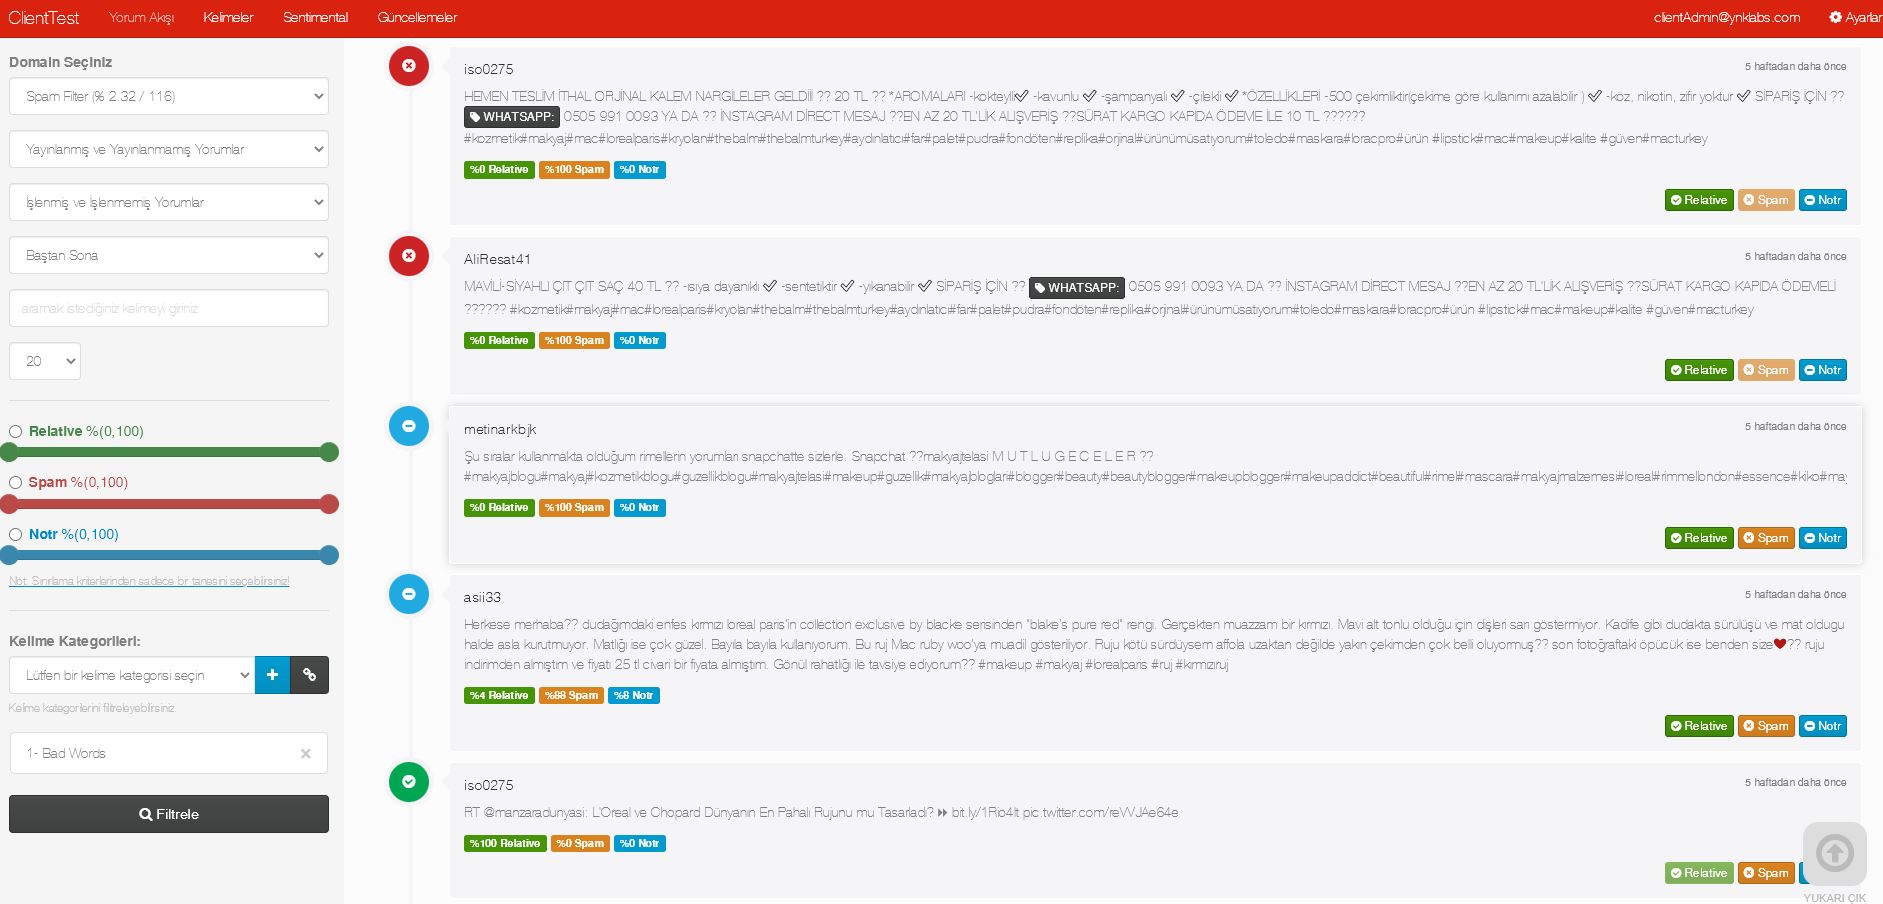 ClientTest Yorum Akışı Kelimeler Sentimental Güncellemeler clientAdmin@ynklabs.com Ayarlar
Domain Seçiniz
Spam Filter (% 2.32 / 116)
Yayınlanmış ve Yayınlanmamış Yorumlar
İşlenmiş ve İşlenmemiş Yorumlar
Baştan Sona
aramak istediğiniz kelimeyi giriniz
20
Relative %(0,100)
Spam %(0,100)
Notr %(0,100)
Not: Sınırlama kriterlerinden sadece bir tanesini seçebilirsiniz!
Kelime Kategorileri:
Lütfen bir kelime kategorisi seçin
Kelime kategorilerini filitreleyebilirsiniz.
1- Bad Words
Filtrele
iso0275 5 haftadan daha önce
HEMEN TESLİM İTHAL ORJİNAL KALEM NARGİLELER GELDİİİ ?? 20 TL ?? *AROMALARI -kokteylli✔ -kavunlu ✔ -şampanyalı ✔ -çilekli ✔ *ÖZELLİKLERİ -500 çekimliktir(çekime göre kullanımı azalabilir ) ✔ -köz, nikotin, zifir yoktur ✔ SİPARİŞ İÇİN ??
WHATSAPP: 0505 991 0093 YA DA ?? İNSTAGRAM DİRECT MESAJ ??EN AZ 20 TL'LİK ALIŞVERİŞ ??SÜRAT KARGO KAPIDA ÖDEME İLE 10 TL ??????
#kozmetik#makyaj#mac#lorealparis#kryolan#thebalm#thebalmturkey#aydınlatıcı#far#palet#pudra#fondöten#replika#orjinal#ürünümüsatıyorum#toledo#maskara#loracpro#ürün #lipstick#mac#makeup#kalite #güven#macturkey
%0 Relative %100 Spam %0 Notr
Relative Spam Notr
AliResat41 5 haftadan daha önce
MAVİLİ-SİYAHLI ÇIT ÇIT SAÇ 40 TL ?? -ısıya dayanıklı ✔ -sentetiktir ✔ -yıkanabilir ✔ SİPARİŞ İÇİN ?? WHATSAPP: 0505 991 0093 YA DA ?? İNSTAGRAM DİRECT MESAJ ??EN AZ 20 TL'LİK ALIŞVERİŞ ??SÜRAT KARGO KAPIDA ÖDEMELİ
?????? #kozmetik#makyaj#mac#lorealparis#kryolan#thebalm#thebalmturkey#aydınlatıcı#far#palet#pudra#fondöten#replika#orjinal#ürünümüsatıyorum#toledo#maskara#loracpro#ürün #lipstick#mac#makeup#kalite #güven#macturkey
%0 Relative %100 Spam %0 Notr
Relative Spam Notr
metinarkbjk 5 haftadan daha önce
Şu sıralar kullanmakta olduğum rimellerin yorumları snapchatte sizlerle. Snapchat ??makyajtelasi M U T L U G E C E L E R ??
#makyajblogu#makyaj#kozmetikblogu#guzellikblogu#makyajtelasi#makeup#guzellik#makyajbloglari#blogger#beauty#beautyblogger#makeupblogger#makeupaddict#beautiful#rimel#mascara#makyajmalzemesi#loreal#rimmellondon#essence#kiko#may
%0 Relative %100 Spam %0 Notr
Relative Spam Notr
asii33 5 haftadan daha önce
Herkese merhaba?? dudağımdaki enfes kırmızı loreal paris'in collection exclusive by blacke serisinden "blake's pure red" rengi. Gerçekten muazzam bir kırmızı. Mavi alt tonlu olduğu için dişleri sarı göstermiyor. Kadife gibi dudakta sürülüşü ve mat oldugu
halde asla kurutmuyor. Matlığı ise çok güzel. Bayıla bayıla kullanıyorum. Bu ruj Mac ruby woo'ya muadil gösteriliyor. Ruju kötü sürdüysem affola uzaktan değilde yakın çekimden çok belli oluyormuş?? son fotoğraftaki öpücük ise benden size♥?? ruju
indirimden almıştım ve fiyatı 25 tl civarı bir fiyata almıştım. Gönül rahatlığı ile tavsiye ediyorum?? #makeup #makyaj #lorealparis #ruj #kırmızıruj
%4 Relative %88 Spam %8 Notr
Relative Spam Notr
iso0275 5 haftadan daha önce
RT @manzaradunyasi: L'Oreal ve Chopard Dünyanın En Pahalı Rujunu mu Tasarladı? ⏩ bit.ly/1Rio4It pic.twitter.com/reVVJAe64e
%100 Relative %0 Spam %0 Notr
Relative Spam
YUKARI ÇIK